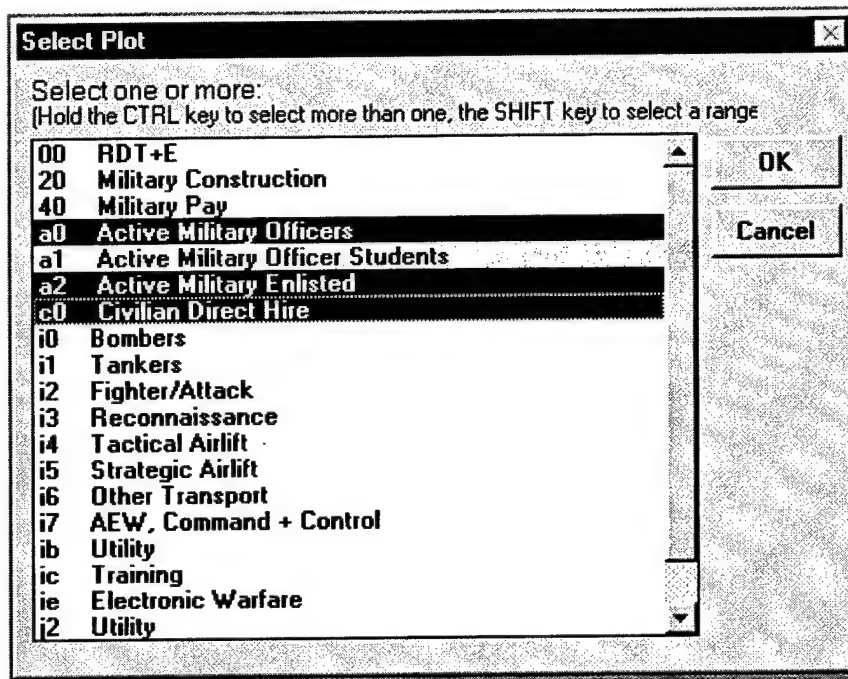 Select Plot
Select one or more:
(Hold the CTRL key to select more than one, the SHIFT key to select a range
00 RDT+E
20 Military Construction
40 Military Pay
a0 Active Military Officers
a1 Active Military Officer Students
a2 Active Military Enlisted
c0 Civilian Direct Hire
i0 Bombers
i1 Tankers
i2 Fighter/Attack
i3 Reconnaissance
i4 Tactical Airlift
i5 Strategic Airlift
i6 Other Transport
i7 AEW, Command + Control
ib Utility
ic Training
ie Electronic Warfare
j2 Utility
OK
Cancel